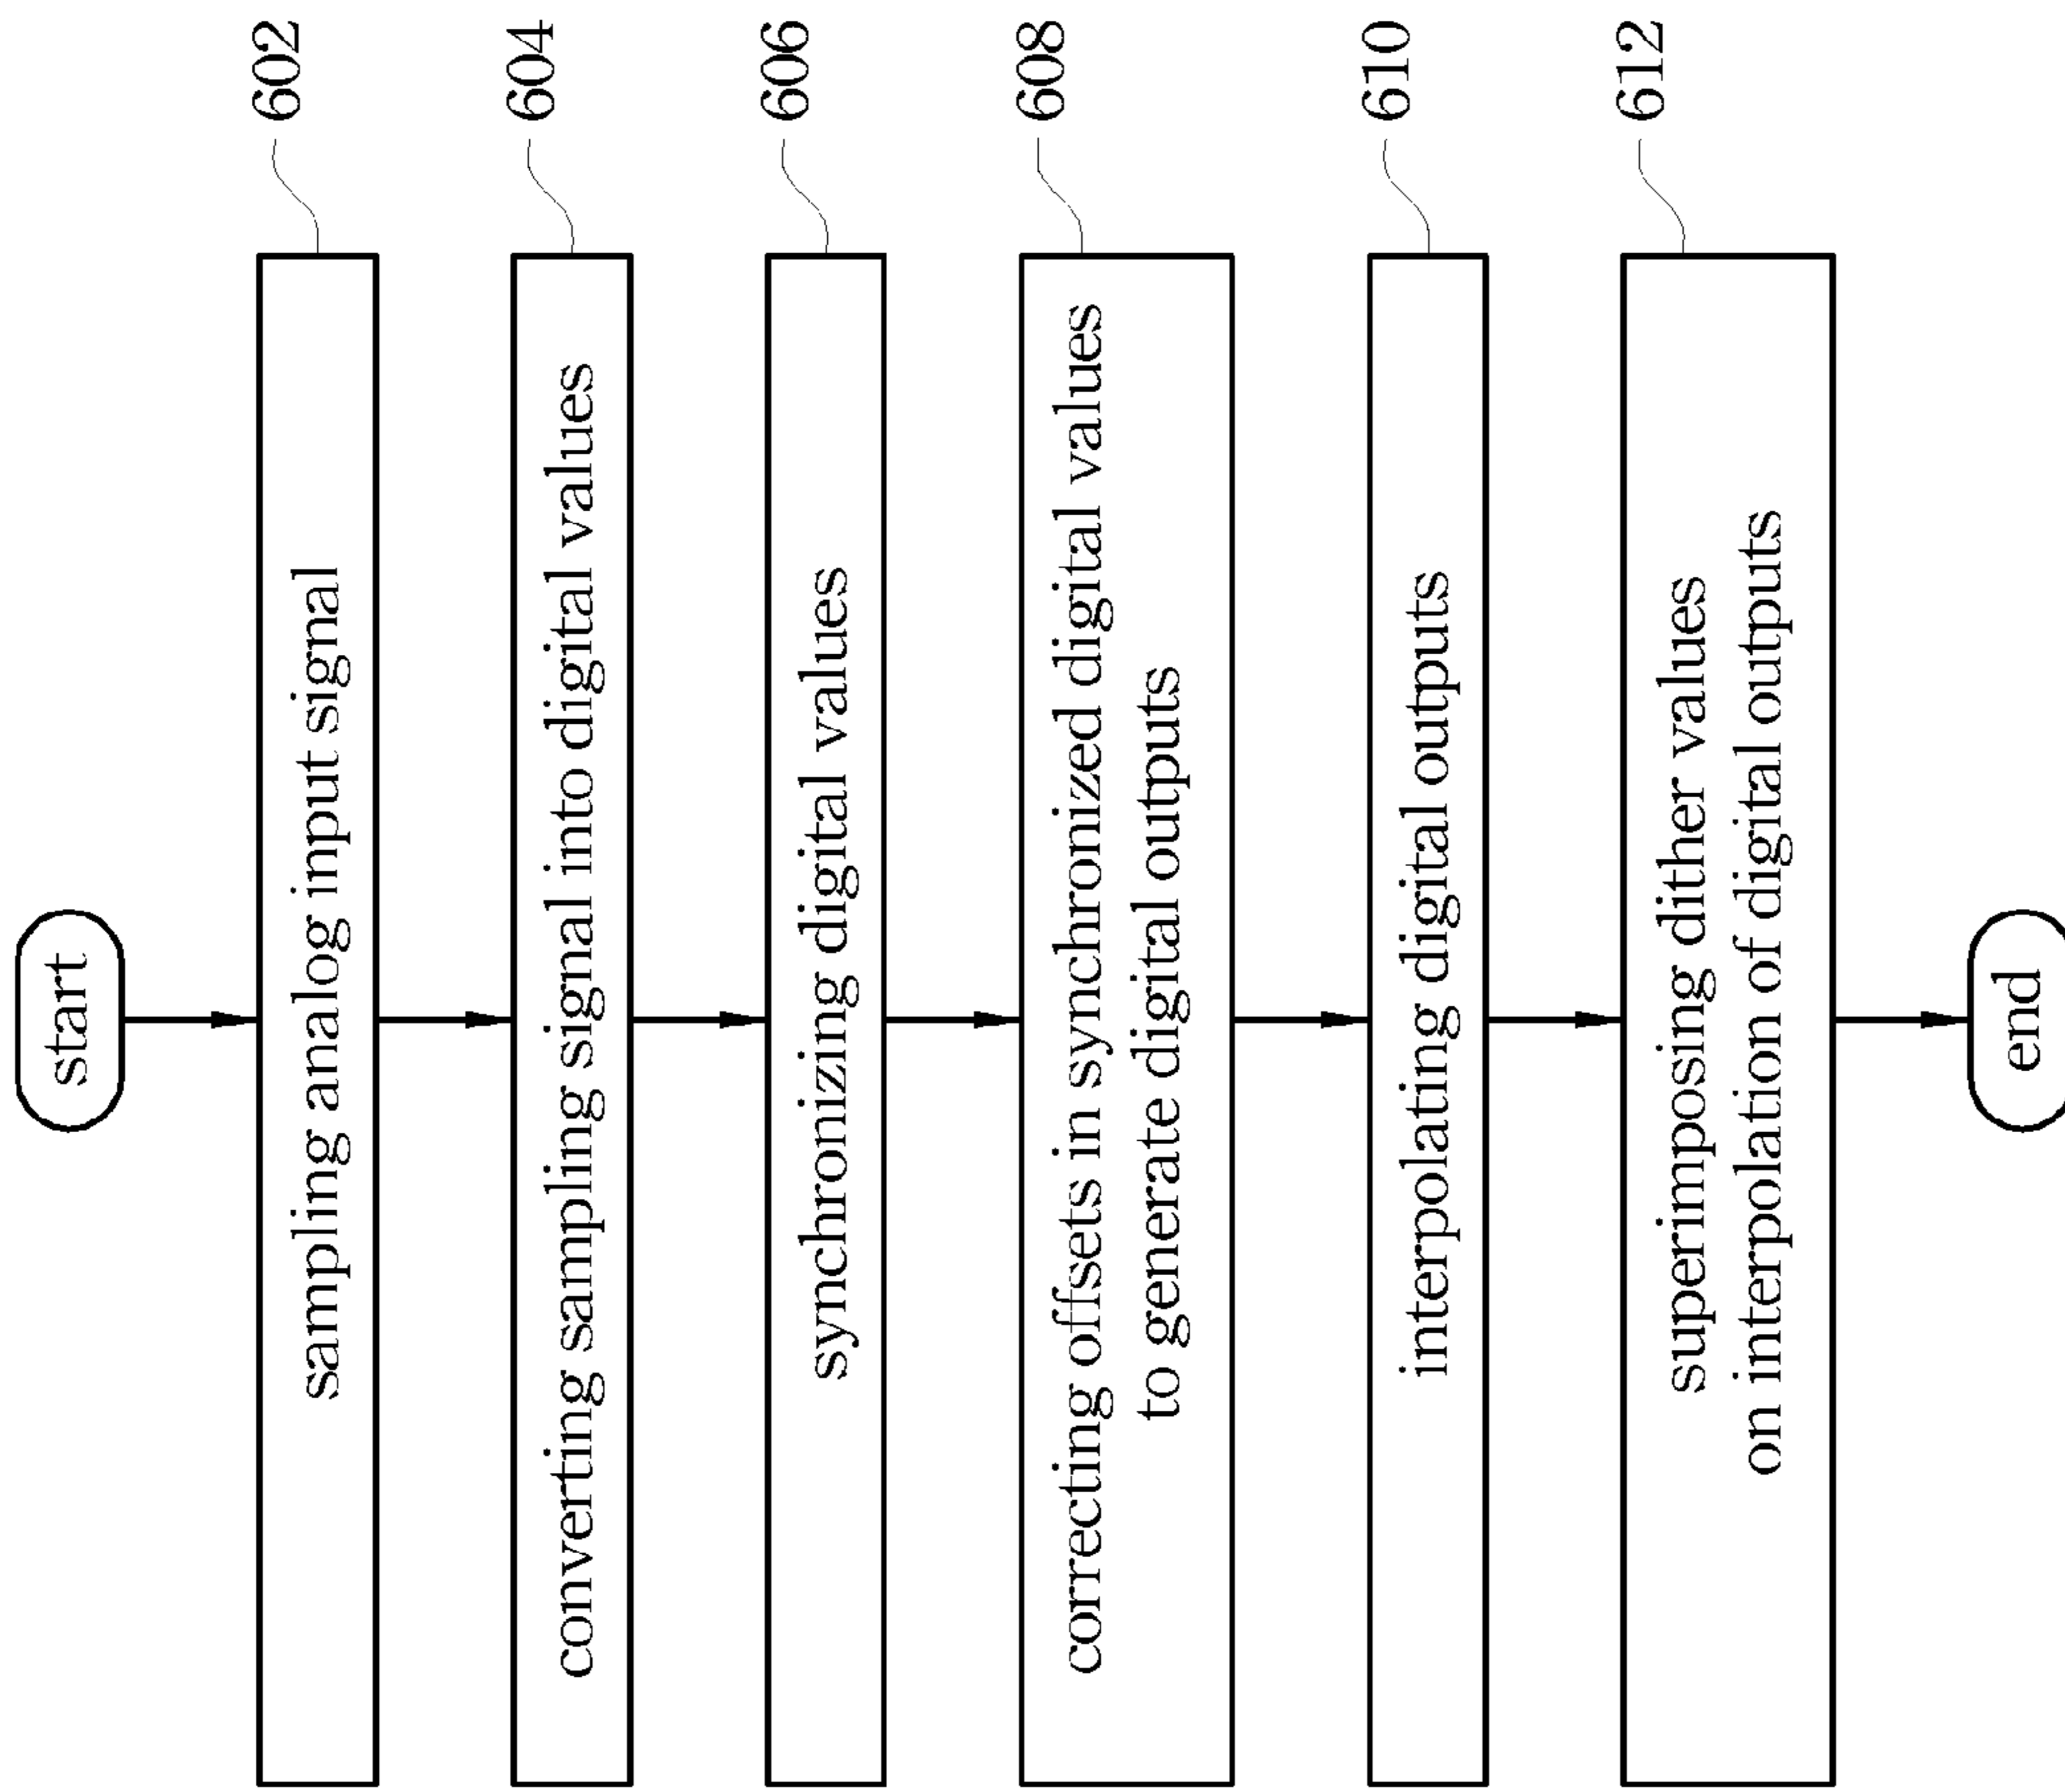 start
sampling analog input signal
602
converting sampling signal into digital values
604
synchronizing digital values
606
correcting offsets in synchronized digital values
to generate digital outputs
608
interpolating digital outputs
610
superimposing dither values
on interpolation of digital outputs
612
end